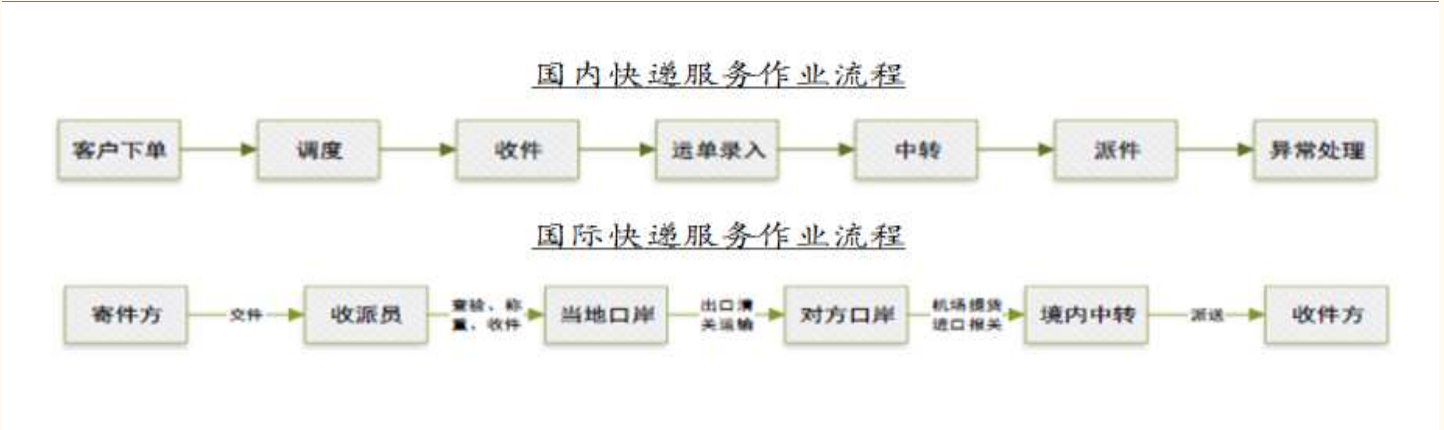 国内快递服务作业流程
客户下单 调度 收件 运单录入 中转 派件 异常处理
国际快递服务作业流程
寄件方 交件 收派员 查验、称重、收件 当地口岸 出口清关运输 对方口岸 机场提货进口报关 境内中转 派送 收件方